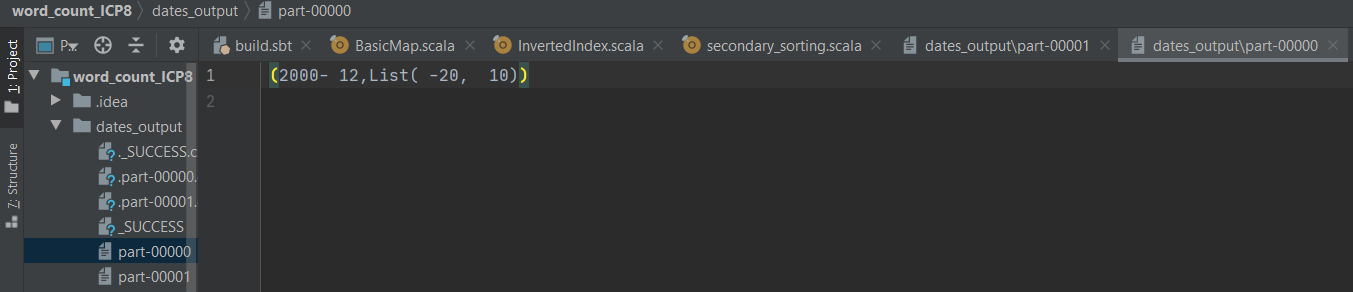 word_count_ICP8 dates_output part-00000
1: Project
P
build.sbt BasicMap.scala InvertedIndex.scala secondary_sorting.scala dates_output\part-00001 dates_output\part-00000
word_count_ICP8
1 (2000- 12,List( -20,  10))
.idea
2
dates_output
._SUCCESS.c
.part-00000.
.part-00001.
_SUCCESS
part-00000
part-00001
7: Structure